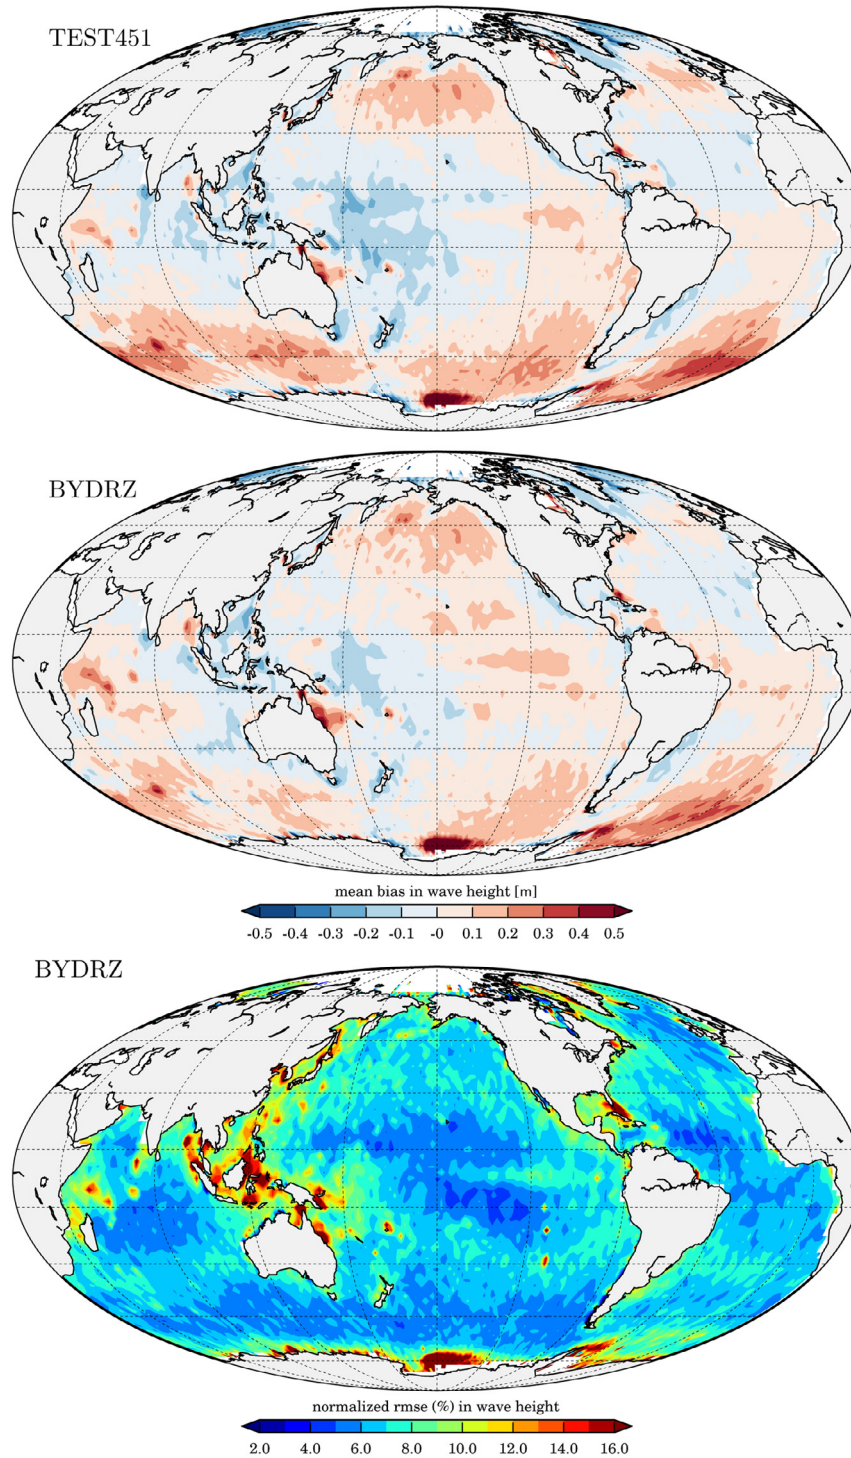 TEST451
BYDRZ
mean bias in wave height [m]
-0.5 -0.4 -0.3 -0.2 -0.1 -0 0.1 0.2 0.3 0.4 0.5
BYDRZ
normalized rmse (%) in wave height
2.0 4.0 6.0 8.0 10.0 12.0 14.0 16.0